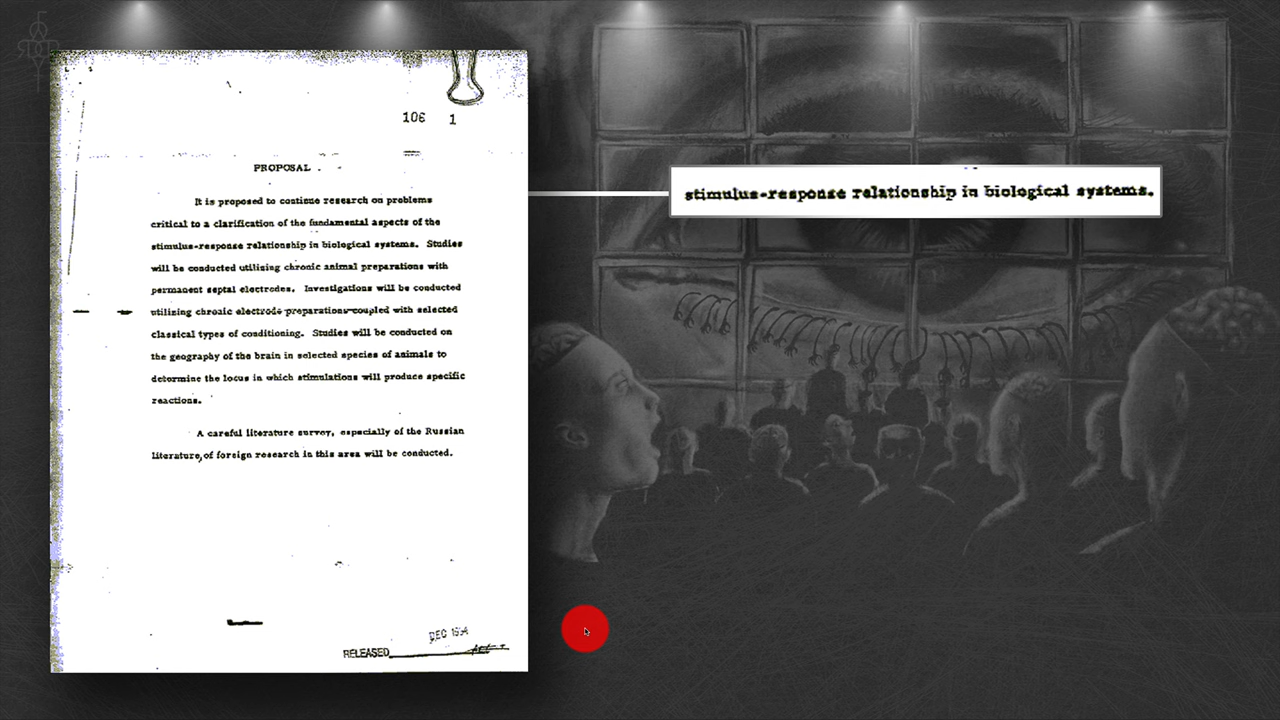 106 1
PROPOSAL
It is proposed to continue research on problems
critical to a clarification of the fundamental aspects of the
stimulus-response relationship in biological systems. Studies
will be conducted utilizing chronic animal preparations with
permanent septal electrodes. Investigations will be conducted
utilizing chronic electrode preparations coupled with selected
classical types of conditioning. Studies will be conducted on
the geography of the brain in selected species of animals to
determine the locus in which stimulations will produce specific
reactions.
A careful literature survey, especially of the Russian
literature, of foreign research in this area will be conducted.
DEC
RELEASED
stimulus-response relationship in biological systems.